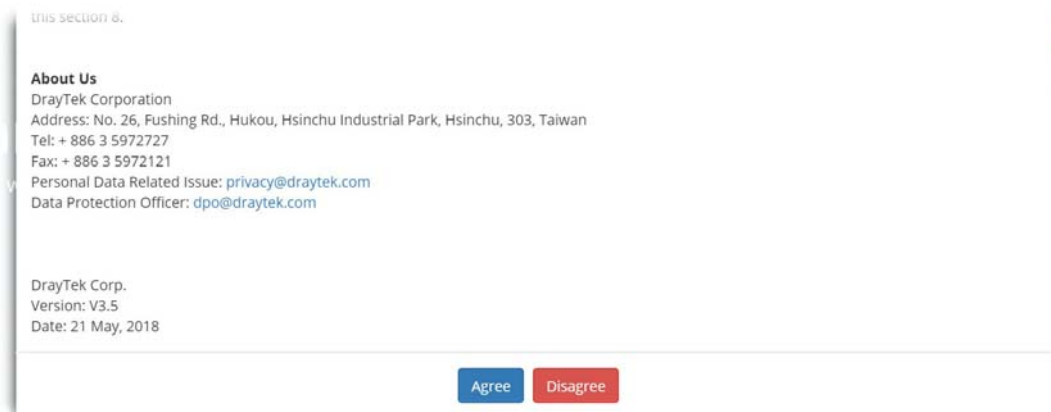 this section 8.
About Us
DrayTek Corporation
Address: No. 26, Fushing Rd., Hukou, Hsinchu Industrial Park, Hsinchu, 303, Taiwan
Tel: + 886 3 5972727
Fax: + 886 3 5972121
Personal Data Related Issue: privacy@draytek.com
Data Protection Officer: dpo@draytek.com
DrayTek Corp.
Version: V3.5
Date: 21 May, 2018
Agree Disagree